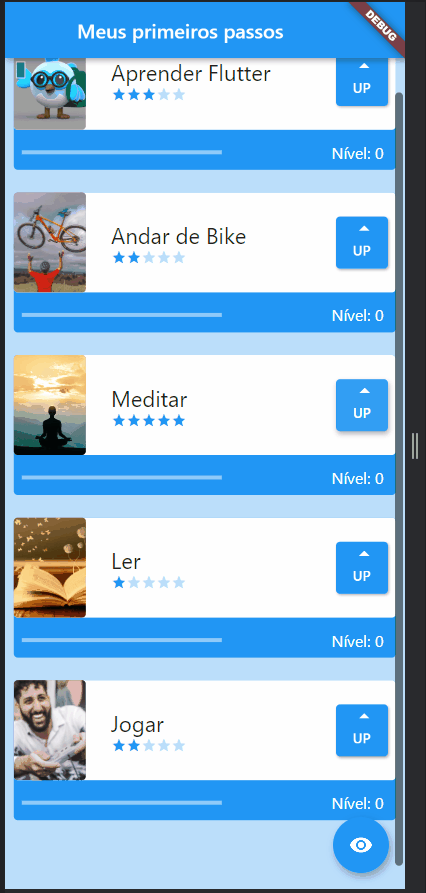 Meus primeiros passos
DEBUG
Aprender Flutter
UP
Nível: 0
Andar de Bike
UP
Nível: 0
Meditar
UP
Nível: 0
Ler
UP
Nível: 0
Jogar
UP
Nível: 0